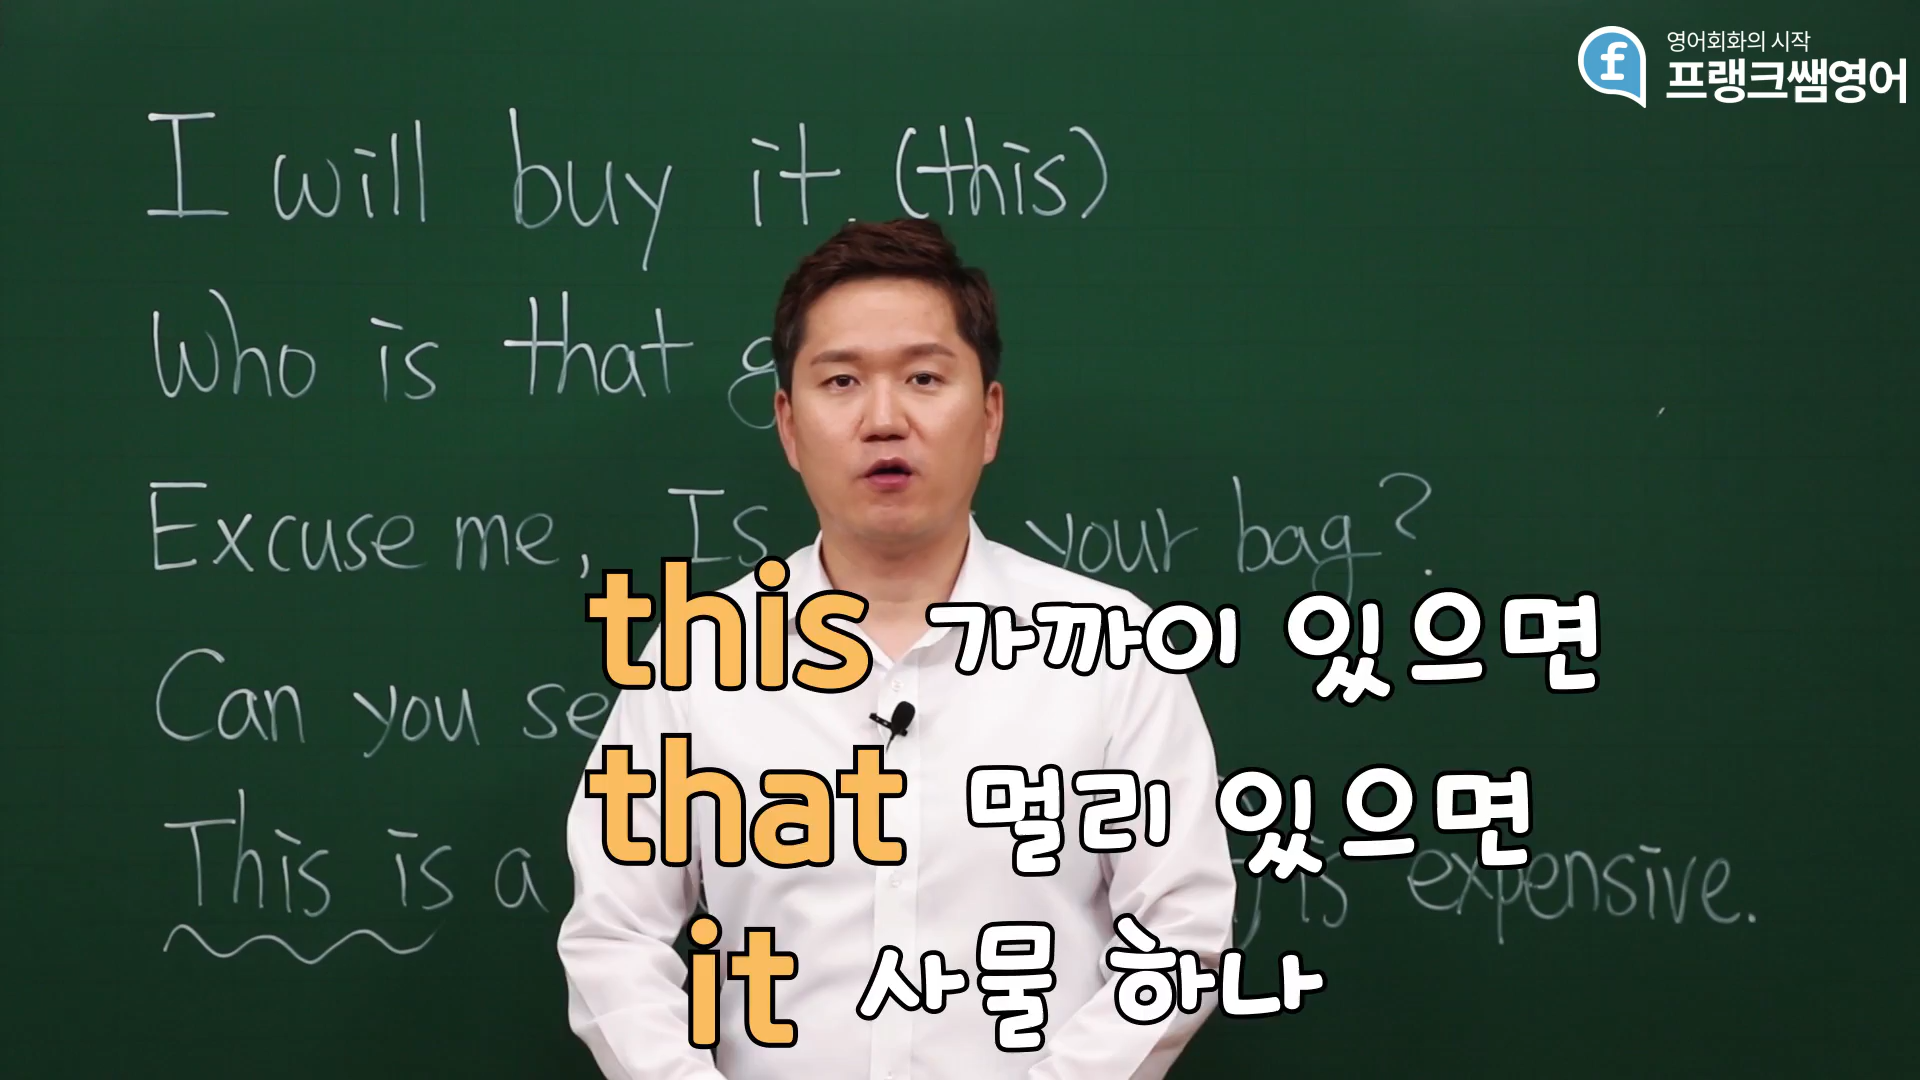 영어회화의 시작
프랭크쌤영어
I will buy it. (this)
Who is that
Excuse me, Is your bag?
Can you
This is a is expensive.
this 가까이 있으면
that 멀리 있으면
it 사물 하나